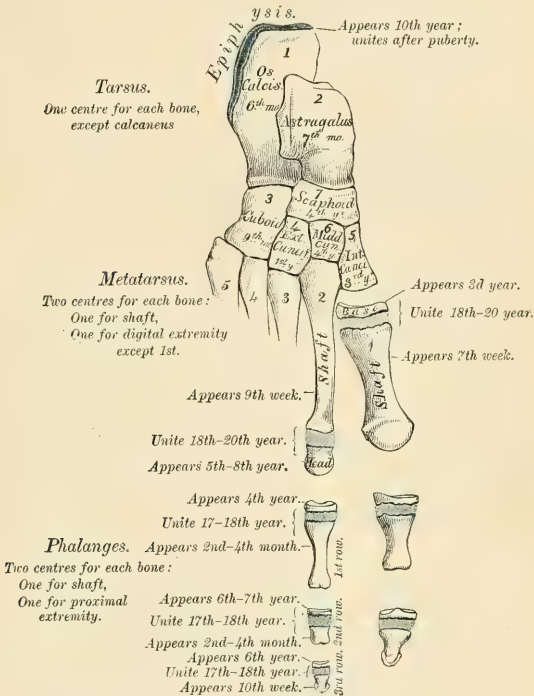 Epiphysis.
Appears 10th year ;
unites after puberty.
Tarsus.
One centre for each bone,
except calcaneus
1
Os
Calcis
6th mo
2
Astragalus
7th mo.
3
Cuboid
9th mo
7
Scaphoid
4th yr.
4
Ext.
Cuneif
1st y
6
Midd
Cun.
4th y
5
Int.
Cunei
3rd y.
Metatarsus.
Two centres for each bone :
One for shaft,
One for digital extremity
except 1st.
5
4
3
2
1
Appears 3d year.
Base
Unite 18th-20 year.
Shaft
Appears 7th week.
Shaft
Appears 9th week.
Unite 18th-20th year.
Appears 5th-8th year.
Head
Phalanges.
Two centres for each bone :
One for shaft,
One for proximal
extremity.
Appears 4th year.
Unite 17-18th year.
Appears 2nd-4th month.
1st row.
Appears 6th-7th year.
Unite 17th-18th year.
Appears 2nd-4th month.
2nd row.
Appears 6th year.
Unite 17th-18th year.
Appears 10th week.
3rd row.